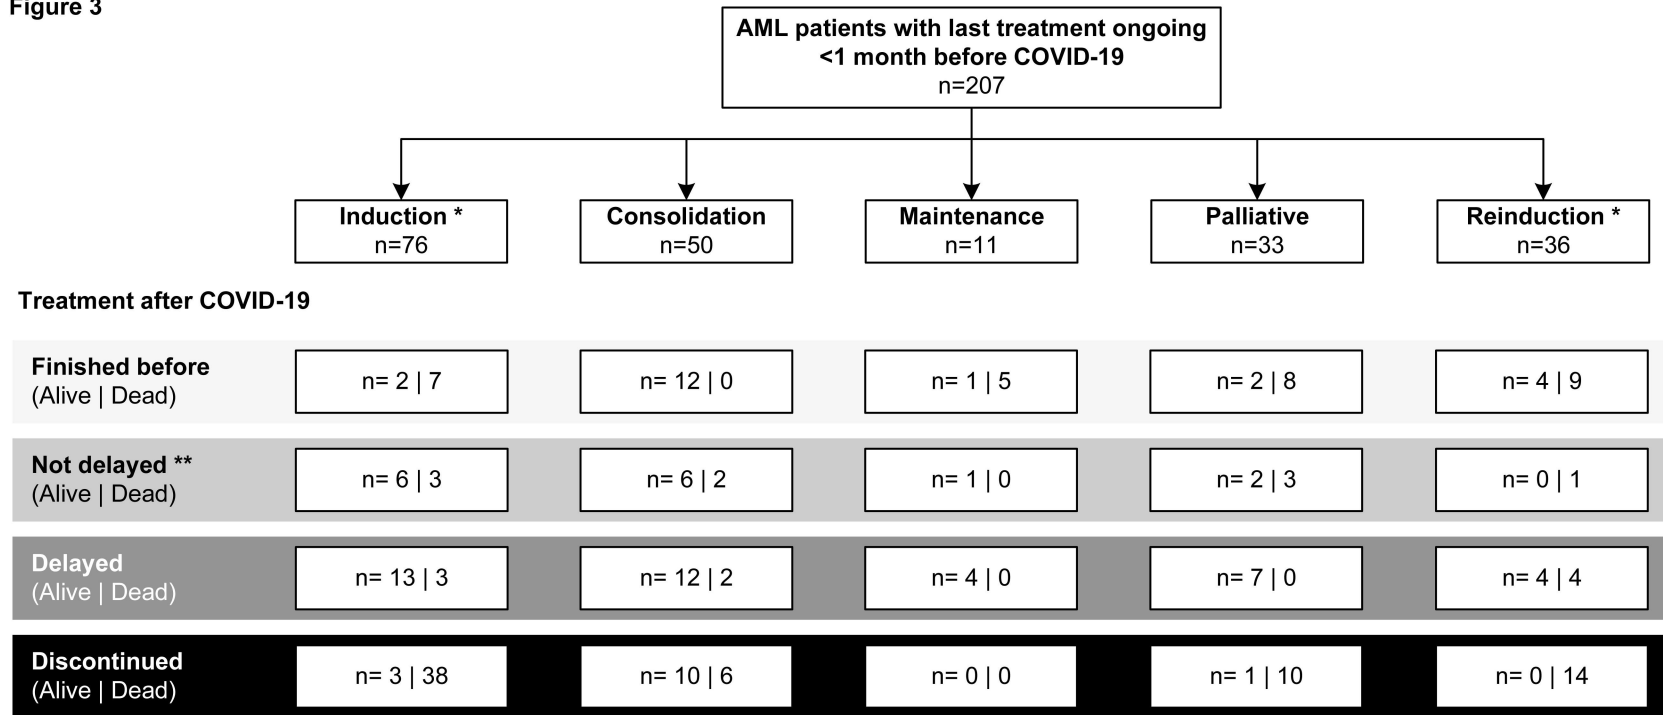 Figure 3
AML patients with last treatment ongoing
<1 month before COVID-19
n=207
Induction *
n=76
Consolidation
n=50
Maintenance
n=11
Palliative
n=33
Reinduction *
n=36
Treatment after COVID-19
Finished before
(Alive | Dead)
n= 2 | 7
n= 12 | 0
n= 1 | 5
n= 2 | 8
n= 4 | 9
Not delayed **
(Alive | Dead)
n= 6 | 3
n= 6 | 2
n= 1 | 0
n= 2 | 3
n= 0 | 1
Delayed
(Alive | Dead)
n= 13 | 3
n= 12 | 2
n= 4 | 0
n= 7 | 0
n= 4 | 4
Discontinued
(Alive | Dead)
n= 3 | 38
n= 10 | 6
n= 0 | 0
n= 1 | 10
n= 0 | 14